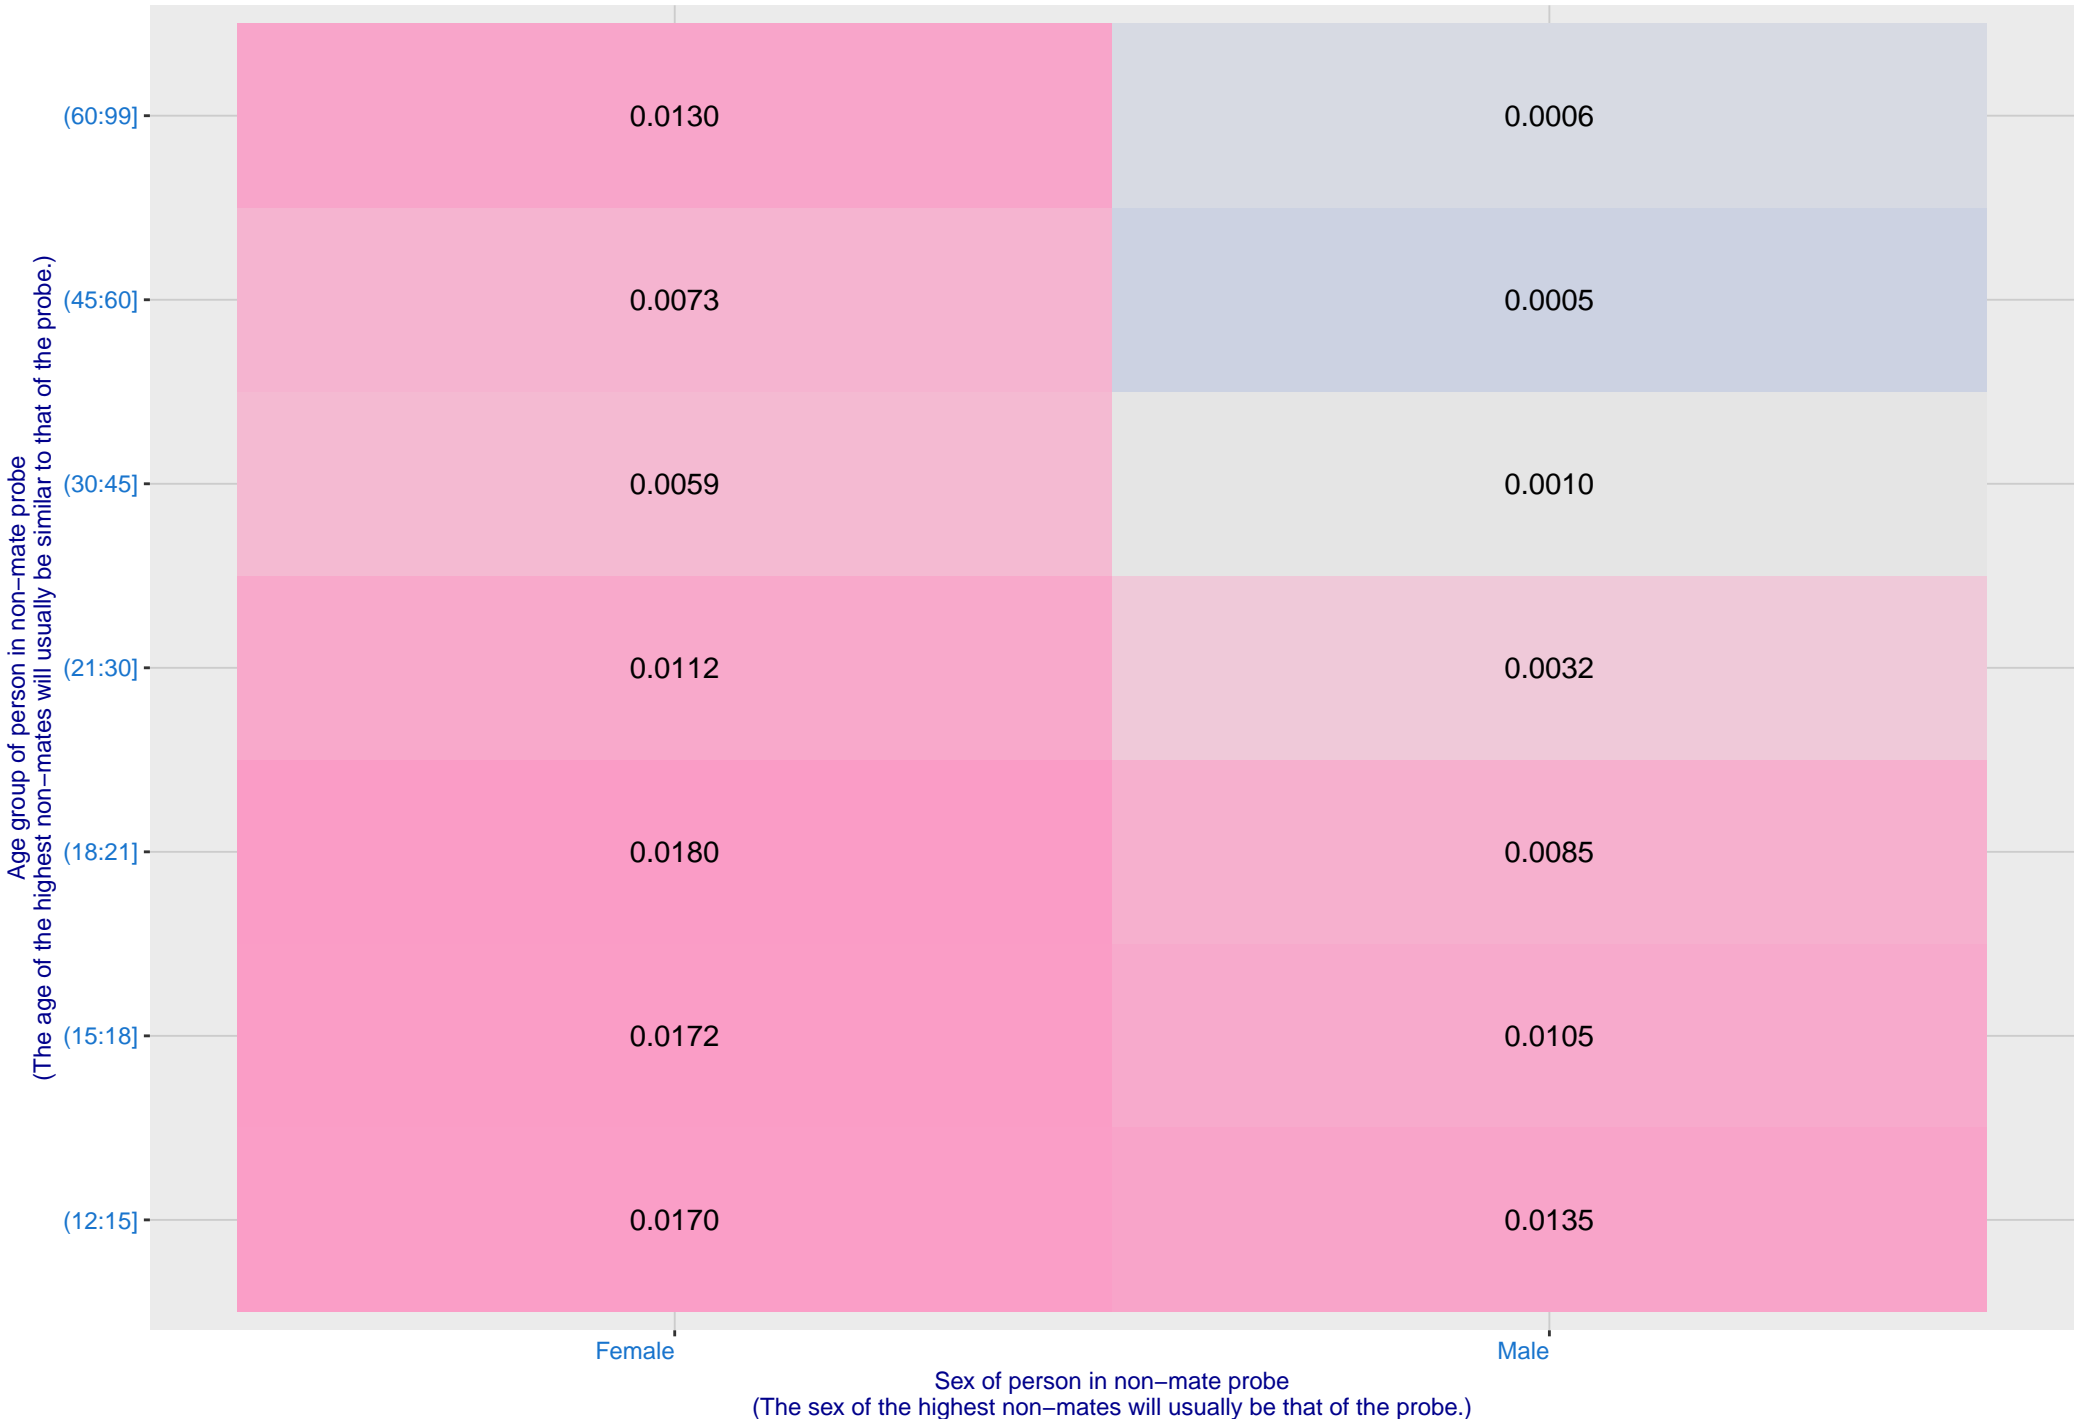 Age group of person in non−mate probe
(The age of the highest non−mates will usually be similar to that of the probe.)
(60:99] 0.0130 0.0006
(45:60] 0.0073 0.0005
(30:45] 0.0059 0.0010
(21:30] 0.0112 0.0032
(18:21] 0.0180 0.0085
(15:18] 0.0172 0.0105
(12:15] 0.0170 0.0135
Female Male
Sex of person in non−mate probe
(The sex of the highest non−mates will usually be that of the probe.)